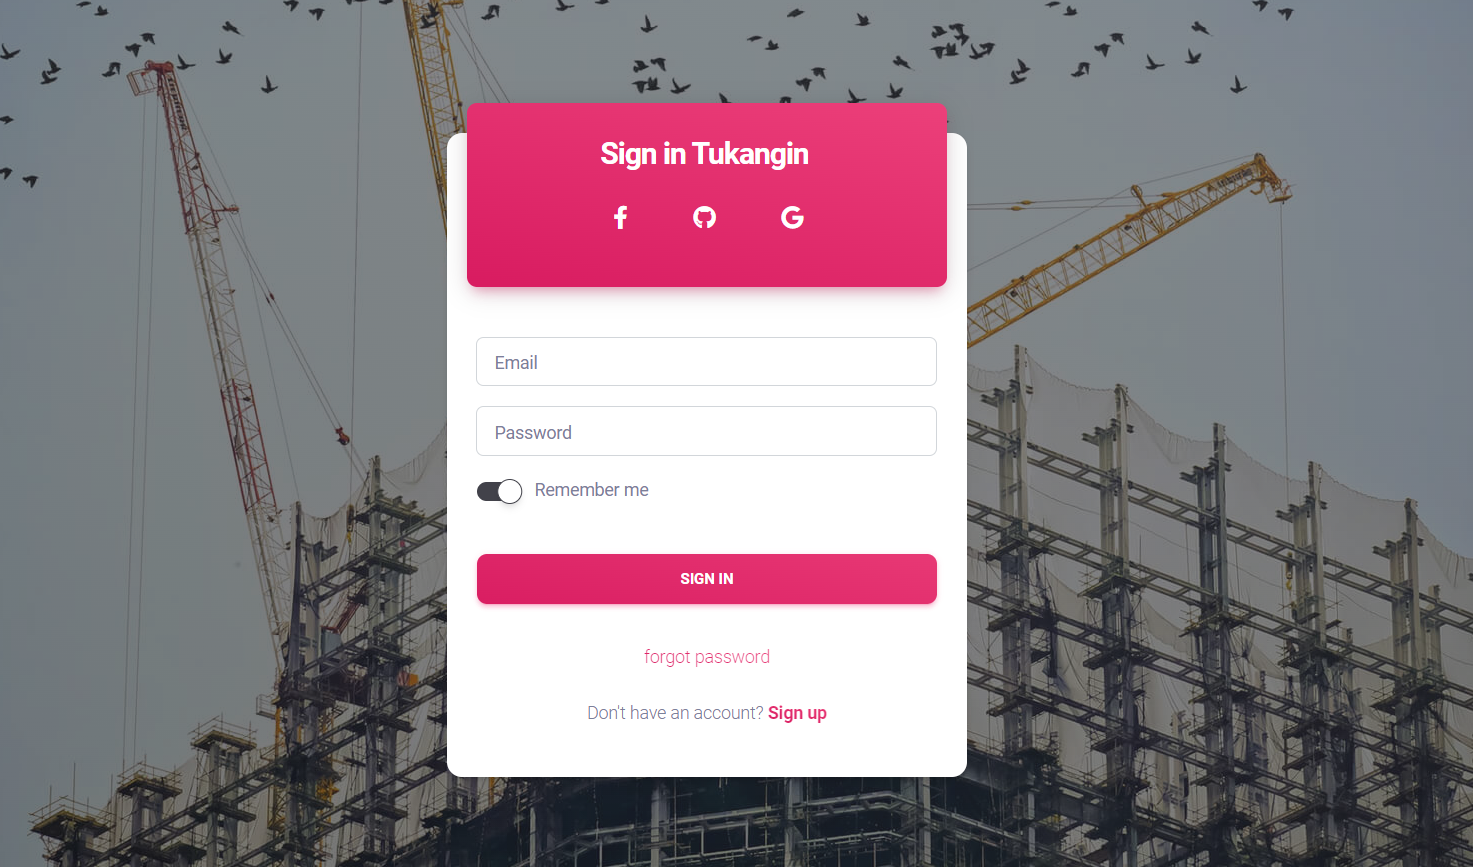 Sign in Tukangin
Email
Password
Remember me
SIGN IN
forgot password
Don't have an account? Sign up